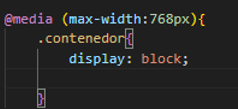 @media (max-width:768px){
.contenedor{
display: block;
}